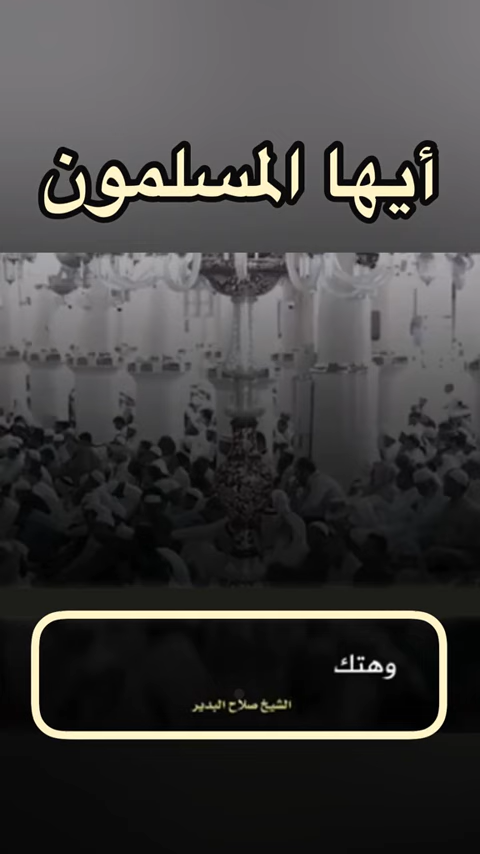 أيها المسلمون
وهتك
الشيخ صلاح البدير